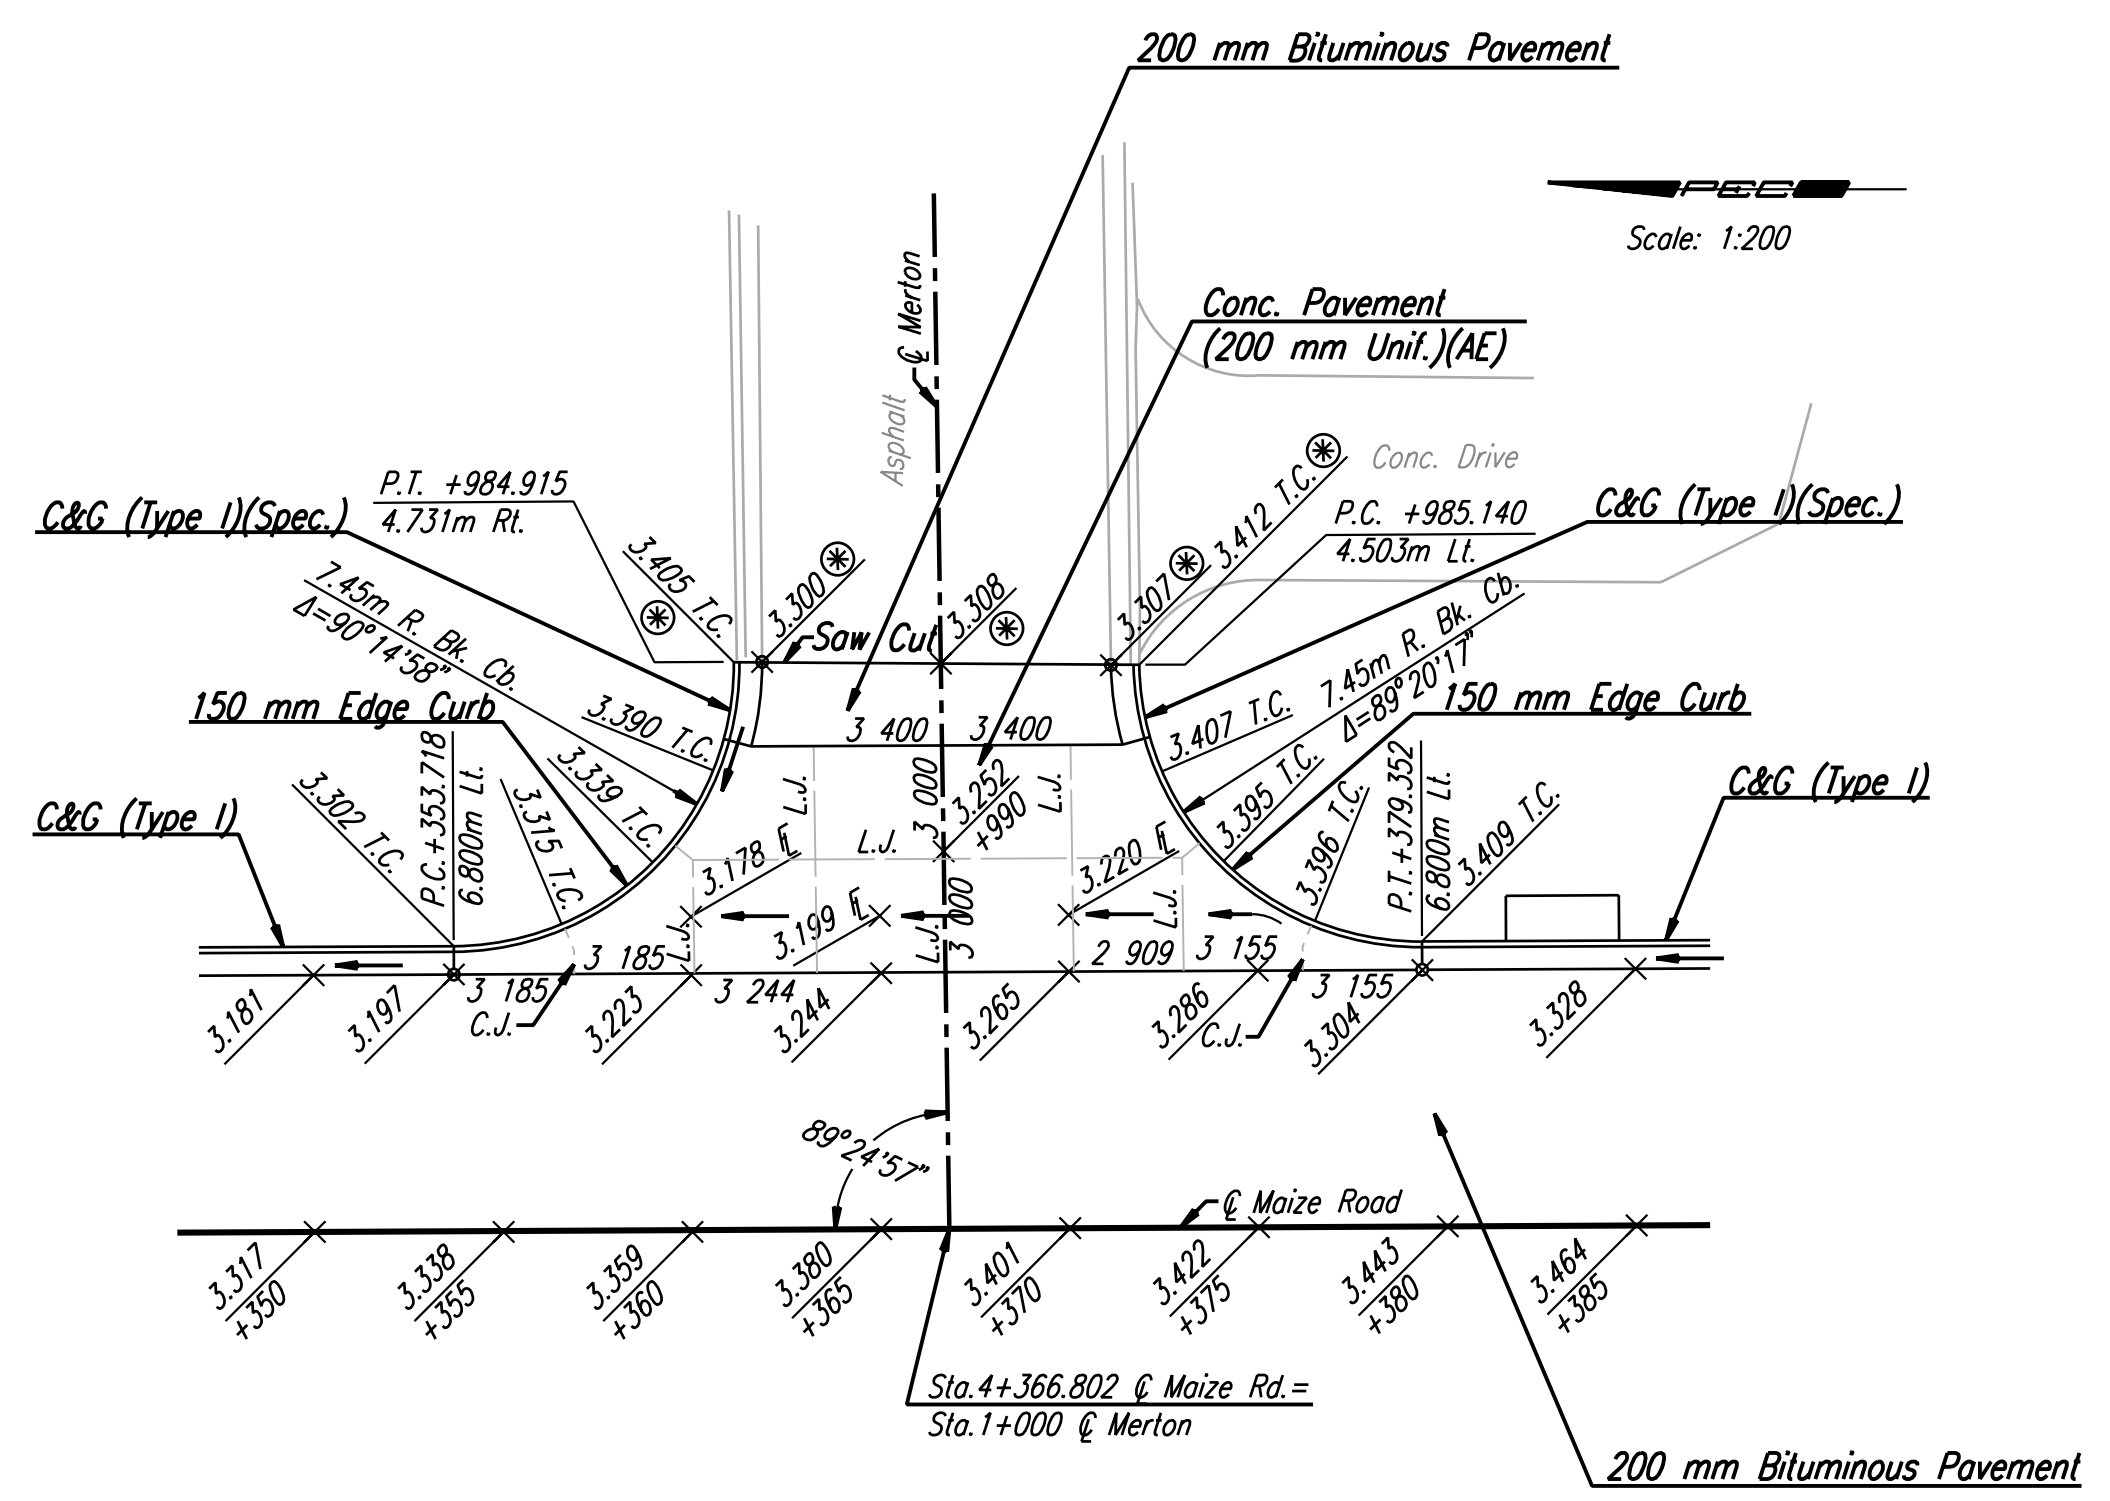 200 mm Bituminous Pavement
PEC
Scale: 1:200
℄ Merton
Asphalt
Conc. Pavement
(200 mm Unif.)(AE)
Conc. Drive
P.T. +984.915
4.731m Rt.
C&G (Type I)(Spec.)
3.405 T.C.
3.300
Saw Cut
3.308
3.307
3.412 T.C.
P.C. +985.140
4.503m Lt.
C&G (Type I)(Spec.)
7.45m R. Bk. Cb.
Δ=90°14'58"
7.45m R. Bk. Cb.
Δ=89°20'17"
150 mm Edge Curb
3.390 T.C.
3 400
3 400
3.407 T.C.
150 mm Edge Curb
C&G (Type I)
3.302 T.C.
P.C.+353.718
6.800m Lt.
3.315 T.C.
3.339 T.C.
L.J.
3 000
3.252
+990
L.J.
3.395 T.C.
3.396 T.C.
P.T.+379.352
6.800m Lt.
3.409 T.C.
C&G (Type I)
L.J.
3.178 ℄
3.220 ℄
3.199 ℄
L.J.
L.J.
3 000
L.J.
3 185
2 909
3 155
3 185
3 244
3 155
C.J.
C.J.
3.181
3.197
3.223
3.244
3.265
3.286
3.304
3.328
89°24'57"
℄ Maize Road
3.317
+350
3.338
+355
3.359
+360
3.380
+365
3.401
+370
3.422
+375
3.443
+380
3.464
+385
Sta.4+366.802 ℄ Maize Rd.=
Sta.1+000 ℄ Merton
200 mm Bituminous Pavement